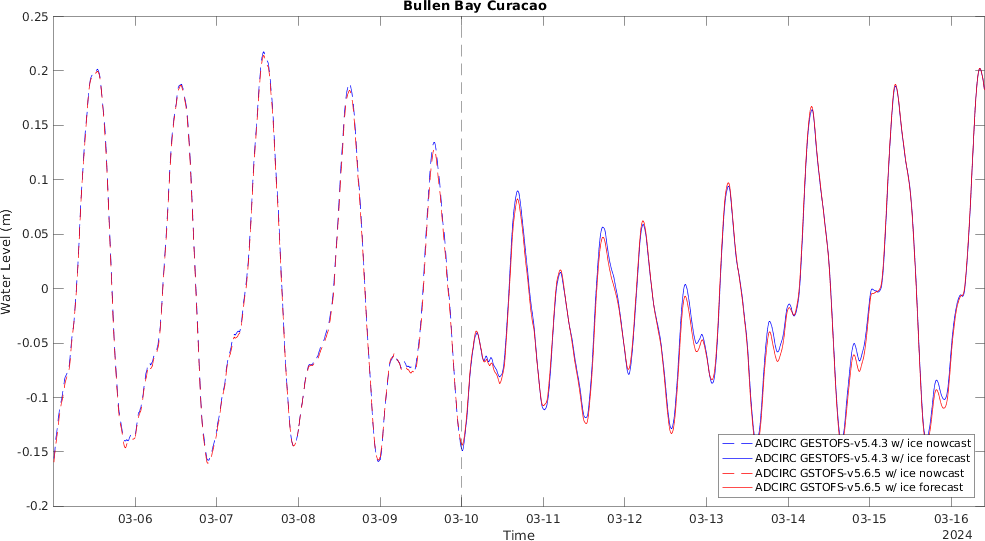 Bullen Bay Curacao
0.25
0.2
0.15
0.1
0.05
0
-0.05
-0.1
-0.15
-0.2
Water Level (m)
ADCIRC GESTOFS-v5.4.3 w/ ice nowcast
ADCIRC GESTOFS-v5.4.3 w/ ice forecast
ADCIRC GSTOFS-v5.6.5 w/ ice nowcast
ADCIRC GSTOFS-v5.6.5 w/ ice forecast
03-06 03-07 03-08 03-09 03-10 03-11 03-12 03-13 03-14 03-15 03-16
Time
2024